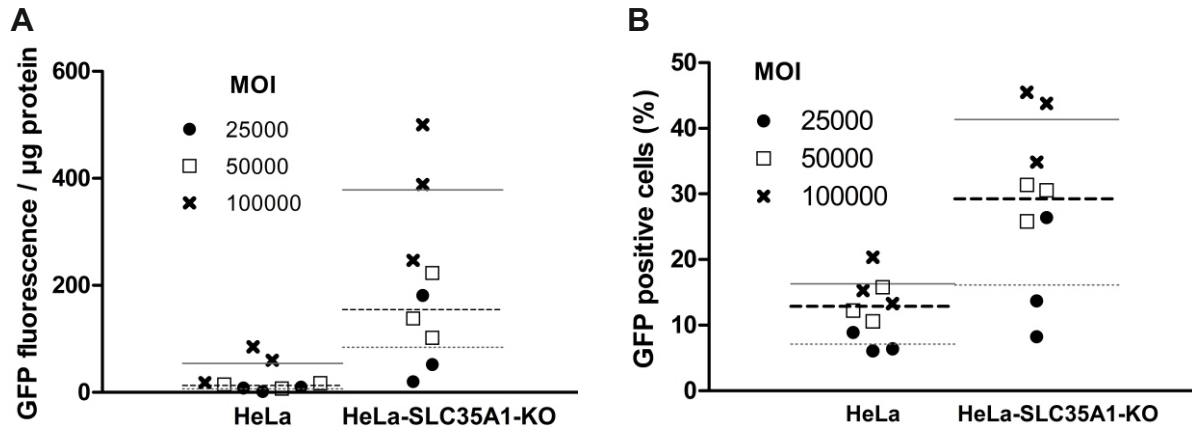 A
GFP fluorescence / μg protein
600
400
200
0
MOI
25000
50000
100000
HeLa
HeLa-SLC35A1-KO
B
GFP positive cells (%)
50
40
30
20
10
0
MOI
25000
50000
100000
HeLa
HeLa-SLC35A1-KO